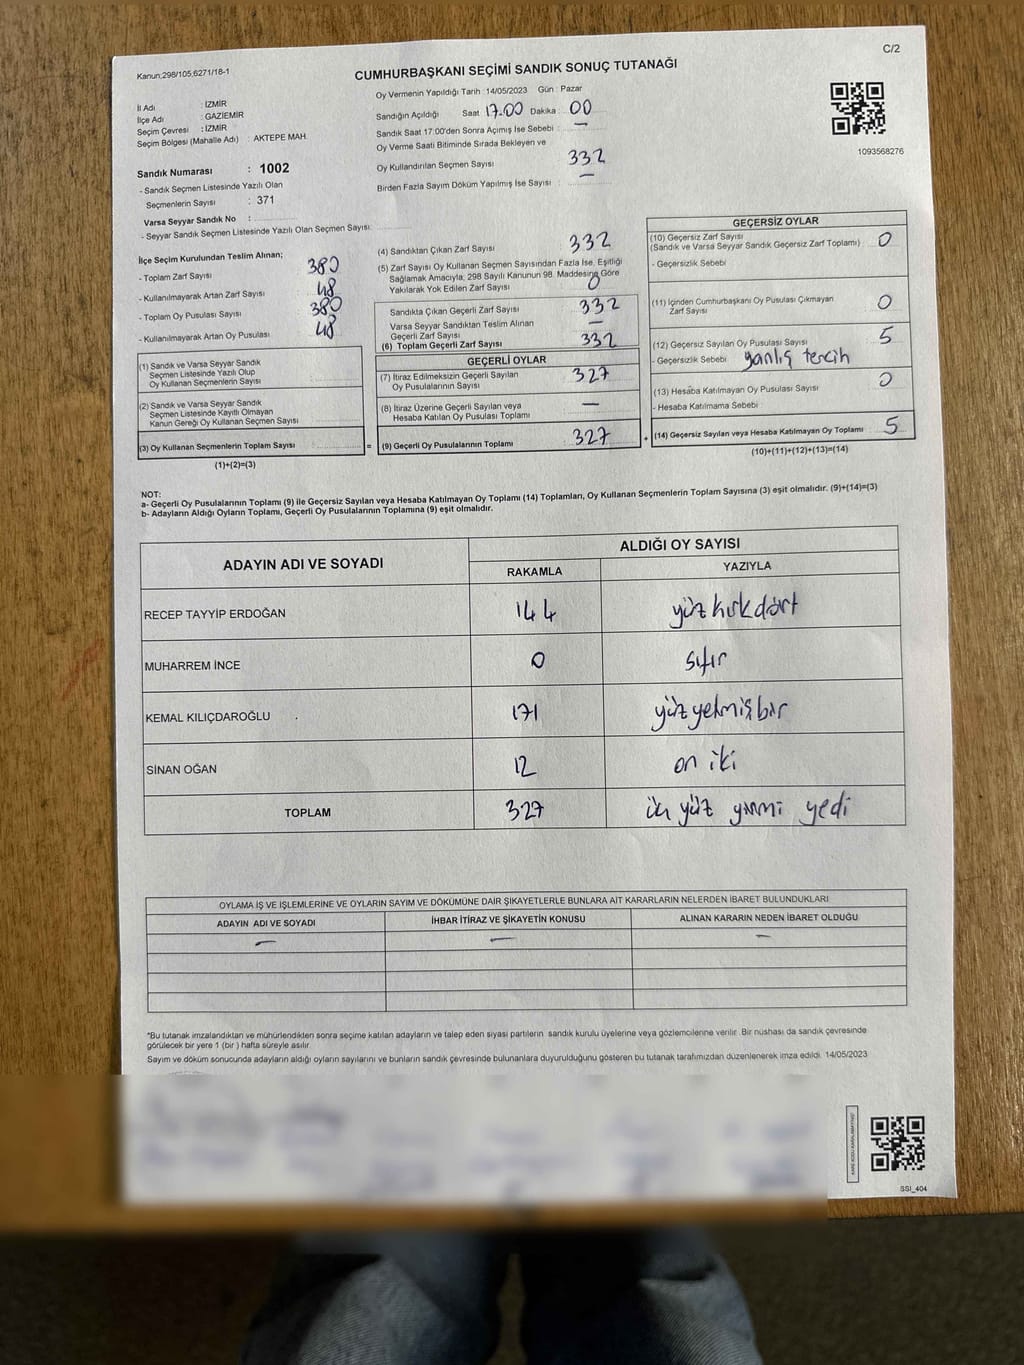 Kanun:298/105;6271/18-1
C/2
CUMHURBAŞKANI SEÇİMİ SANDIK SONUÇ TUTANAĞI
İl Adı : İZMİR
İlçe Adı : GAZİEMİR
Seçim Çevresi : İZMİR
Seçim Bölgesi (Mahalle Adı) : AKTEPE MAH.
Sandık Numarası : 1002
- Sandık Seçmen Listesinde Yazılı Olan
Seçmenlerin Sayısı : 371
Varsa Seyyar Sandık No :
- Seyyar Sandık Seçmen Listesinde Yazılı Olan Seçmen Sayısı:
Oy Vermenin Yapıldığı Tarih :14/05/2023 Gün : Pazar
Sandığın Açıldığı Saat 17.00 Dakika : 00
Sandık Saat 17:00'den Sonra Açımış İse Sebebi : —
Oy Verme Saati Bitiminde Sırada Bekleyen ve
Oy Kullandırılan Seçmen Sayısı 332
Birden Fazla Sayım Döküm Yapılmış İse Sayısı : —
1093568276
İlçe Seçim Kurulundan Teslim Alınan;
- Toplam Zarf Sayısı 380
- Kullanılmayarak Artan Zarf Sayısı 48
- Toplam Oy Pusulası Sayısı 380
- Kullanılmayarak Artan Oy Pusulası 48
(1) Sandık ve Varsa Seyyar Sandık
Seçmen Listesinde Yazılı Olup
Oy Kullanan Seçmenlerin Sayısı
(2) Sandık ve Varsa Seyyar Sandık
Seçmen Listesinde Kayıtlı Olmayan
Kanun Gereği Oy Kullanan Seçmen Sayısı
(3) Oy Kullanan Seçmenlerin Toplam Sayısı =
(1)+(2)=(3)
(4) Sandıktan Çıkan Zarf Sayısı 332
(5) Zarf Sayısı Oy Kullanan Seçmen Sayısından Fazla İse, Eşitliği
Sağlamak Amacıyla; 298 Sayılı Kanunun 98. Maddesine Göre
Yakılarak Yok Edilen Zarf Sayısı 0
Sandıkta Çıkan Geçerli Zarf Sayısı 332
Varsa Seyyar Sandıktan Teslim Alınan
Geçerli Zarf Sayısı —
(6) Toplam Geçerli Zarf Sayısı 332
GEÇERLİ OYLAR
(7) İtiraz Edilmeksizin Geçerli Sayılan
Oy Pusulalarının Sayısı 327
(8) İtiraz Üzerine Geçerli Sayılan veya
Hesaba Katılan Oy Pusulası Toplamı —
(9) Geçerli Oy Pusulalarının Toplamı 327 +
GEÇERSİZ OYLAR
(10) Geçersiz Zarf Sayısı
(Sandık ve Varsa Seyyar Sandık Geçersiz Zarf Toplamı) 0
- Geçersizlik Sebebi
(11) İçinden Cumhurbaşkanı Oy Pusulası Çıkmayan
Zarf Sayısı 0
(12) Geçersiz Sayılan Oy Pusulası Sayısı 5
- Geçersizlik Sebebi yanlış tercih
(13) Hesaba Katılmayan Oy Pusulası Sayısı 0
- Hesaba Katılmama Sebebi
(14) Geçersiz Sayılan veya Hesaba Katılmayan Oy Toplamı 5
(10)+(11)+(12)+(13)=(14)
NOT:
a- Geçerli Oy Pusulalarının Toplamı (9) ile Geçersiz Sayılan veya Hesaba Katılmayan Oy Toplamı (14) Toplamları, Oy Kullanan Seçmenlerin Toplam Sayısına (3) eşit olmalıdır. (9)+(14)=(3)
b- Adayların Aldığı Oyların Toplamı, Geçerli Oy Pusulalarının Toplamına (9) eşit olmalıdır.
ADAYIN ADI VE SOYADI ALDIĞI OY SAYISI
RAKAMLA YAZIYLA
RECEP TAYYİP ERDOĞAN 144 yüz kırk dört
MUHARREM İNCE 0 sıfır
KEMAL KILIÇDAROĞLU 171 yüz yetmiş bir
SİNAN OĞAN 12 on iki
TOPLAM 327 yüz yirmi yedi
OYLAMA İŞ VE İŞLEMLERİNE VE OYLARIN SAYIM VE DÖKÜMÜNE DAİR ŞİKAYETLERLE BUNLARA AİT KARARLARIN NELERDEN İBARET BULUNDUKLARI
ADAYIN ADI VE SOYADI İHBAR İTİRAZ VE ŞİKAYETİN KONUSU ALINAN KARARIN NEDEN İBARET OLDUĞU
— — —
*Bu tutanak imzalandıktan ve mühürlendikten sonra seçime katılan adayların ve talep eden siyasi partilerin sandık kurulu üyelerine veya gözlemcilerine verilir. Bir nüshası da sandık çevresinde
görülecek bir yere 1 (bir ) hafta süreyle asılır.
Sayım ve döküm sonucunda adayların aldığı oyların sayılarını ve bunların sandık çevresinde bulunanlara duyurulduğunu gösteren bu tutanak tarafımızdan düzenlenerek imza edildi. 14/05/2023
SSI_404